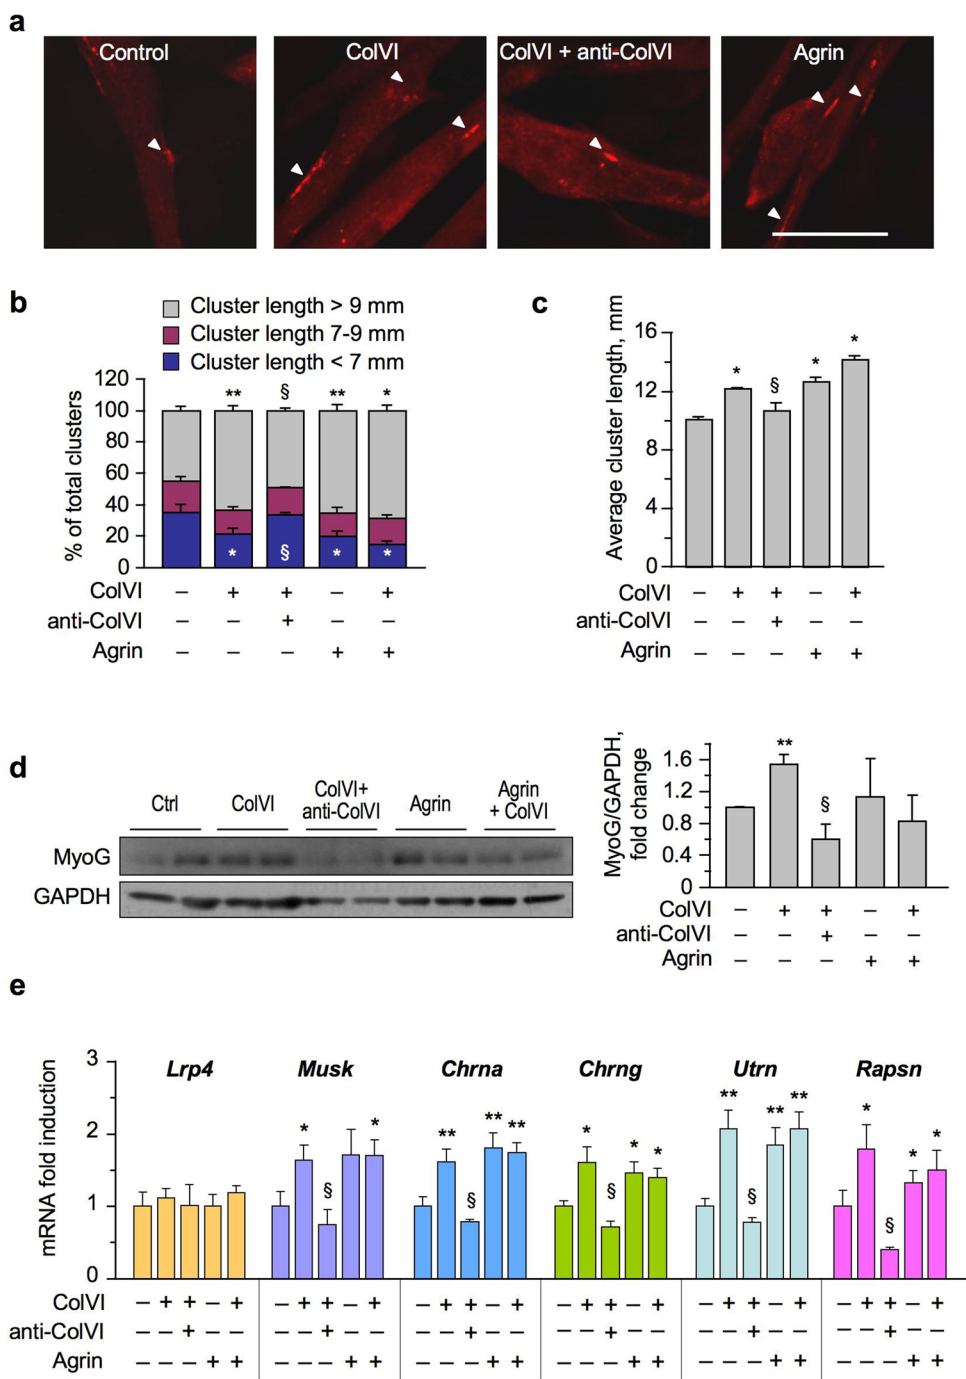 a
Control
ColVI
ColVI + anti-ColVI
Agrin
b
Cluster length > 9 mm
Cluster length 7-9 mm
Cluster length < 7 mm
% of total clusters
120
100
80
60
40
20
0
** § ** *
* § * *
ColVI – + + – +
anti-ColVI – – + – –
Agrin – – – + +
c
Average cluster length, mm
16
12
8
4
0
* § * *
ColVI – + + – +
anti-ColVI – – + – –
Agrin – – – + +
d
Ctrl
ColVI
ColVI+
anti-ColVI
Agrin
Agrin
+ ColVI
MyoG
GAPDH
MyoG/GAPDH,
fold change
1.6
1.2
0.8
0.4
0
** §
ColVI – + + – +
anti-ColVI – – + – –
Agrin – – – + +
e
mRNA fold induction
3
2
1
0
Lrp4 Musk Chrna Chrng Utrn Rapsn
* § * ** § ** ** * § * * ** § ** ** * § * *
ColVI – + + – + – + + – + – + + – + – + + – + – + + – + – + + – +
anti-ColVI – – + – – – – + – – – – + – – – – + – – – – + – – – – + – –
Agrin – – – + + – – – + + – – – + + – – – + + – – – + + – – – + +